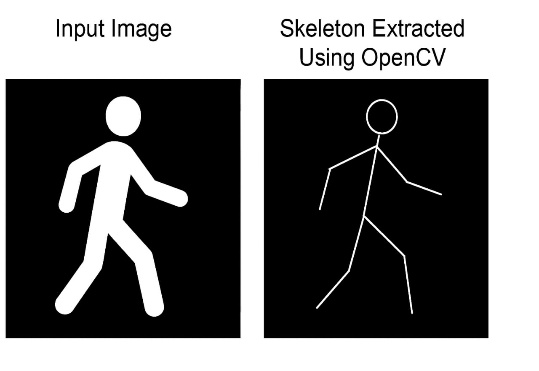 Input Image
Skeleton Extracted
Using OpenCV